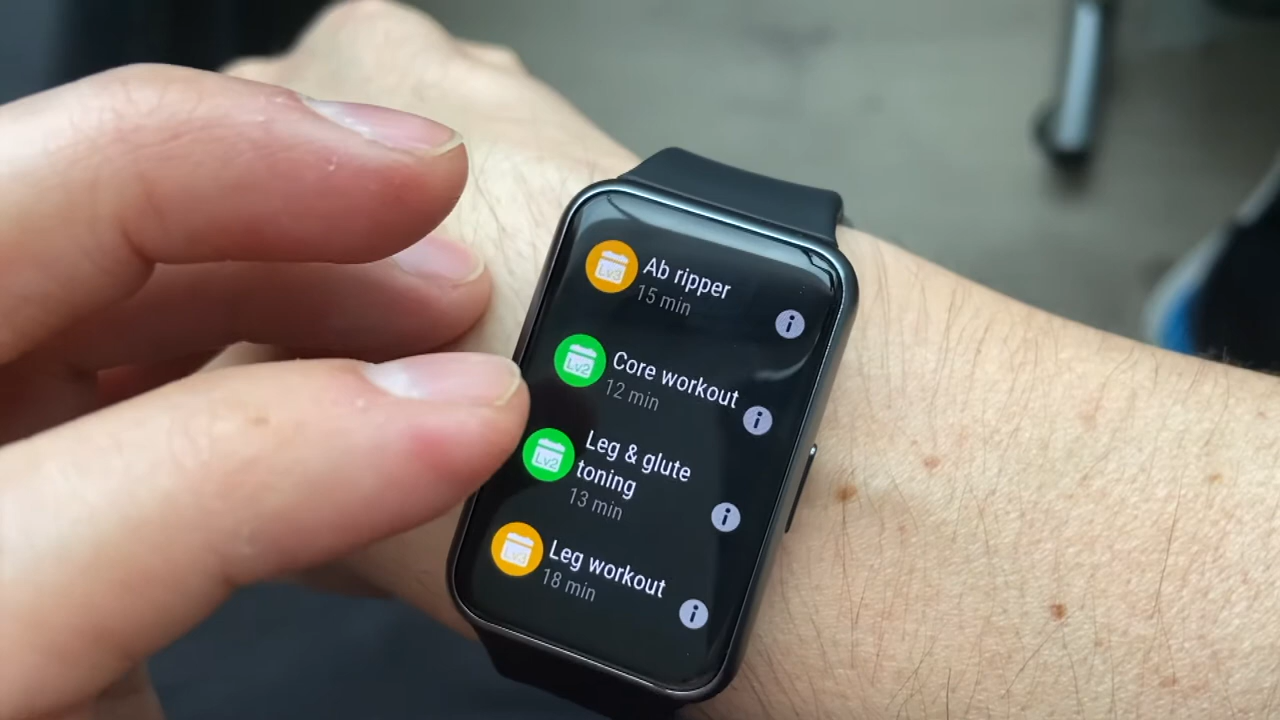 Lv3
Ab ripper
15 min
i
Lv2
Core workout
12 min
i
Lv2
Leg & glute
toning
13 min
i
Lv3
Leg workout
18 min
i